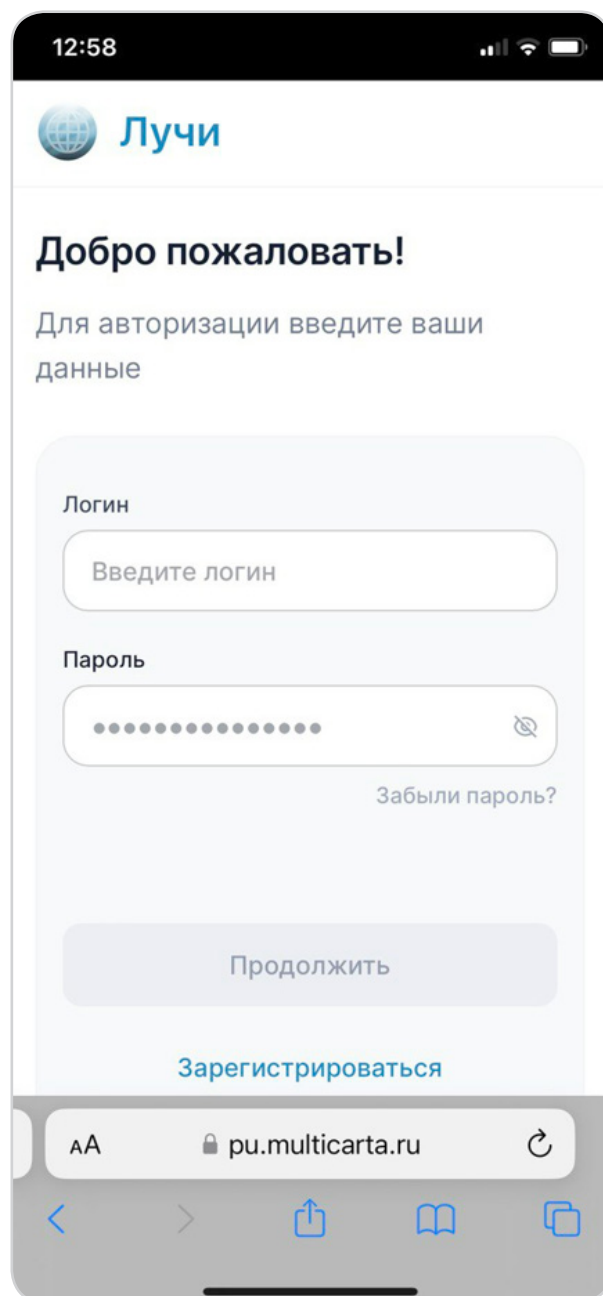 12:58
Лучи
Добро пожаловать!
Для авторизации введите ваши
данные
Логин
Введите логин
Пароль
•••••••••••••••
Забыли пароль?
Продолжить
Зарегистрироваться
AA
pu.multicarta.ru